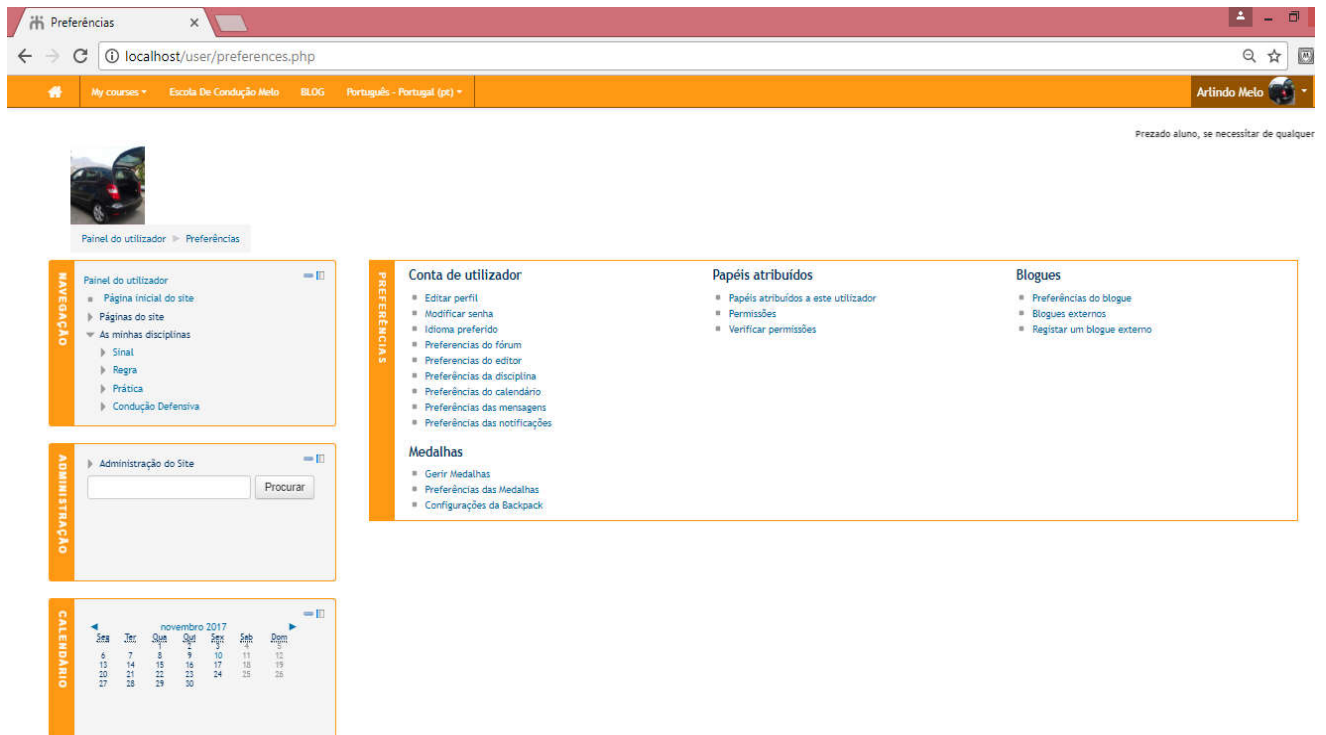 Preferências
localhost/user/preferences.php
My courses Escola De Condução Melo BLOG Português - Portugal (pt) Arlindo Melo
Prezado aluno, se necessitar de qualquer
Painel do utilizador Preferências
NAVEGAÇÃO
Painel do utilizador
Página inicial do site
Páginas do site
As minhas disciplinas
Sinal
Regra
Prática
Condução Defensiva
ADMINISTRAÇÃO
Administração do Site
Procurar
CALENDÁRIO
novembro 2017
Seg Ter Qua Qui Sex Sab Dom
1 2 3 4 5
6 7 8 9 10 11 12
13 14 15 16 17 18 19
20 21 22 23 24 25 26
27 28 29 30
PREFERÊNCIAS
Conta de utilizador
Editar perfil
Modificar senha
Idioma preferido
Preferencias do fórum
Preferencias do editor
Preferências da disciplina
Preferências do calendário
Preferências das mensagens
Preferências das notificações
Medalhas
Gerir Medalhas
Preferências das Medalhas
Configurações da Backpack
Papéis atribuídos
Papéis atribuídos a este utilizador
Permissões
Verificar permissões
Blogues
Preferências do blogue
Blogues externos
Registar um blogue externo